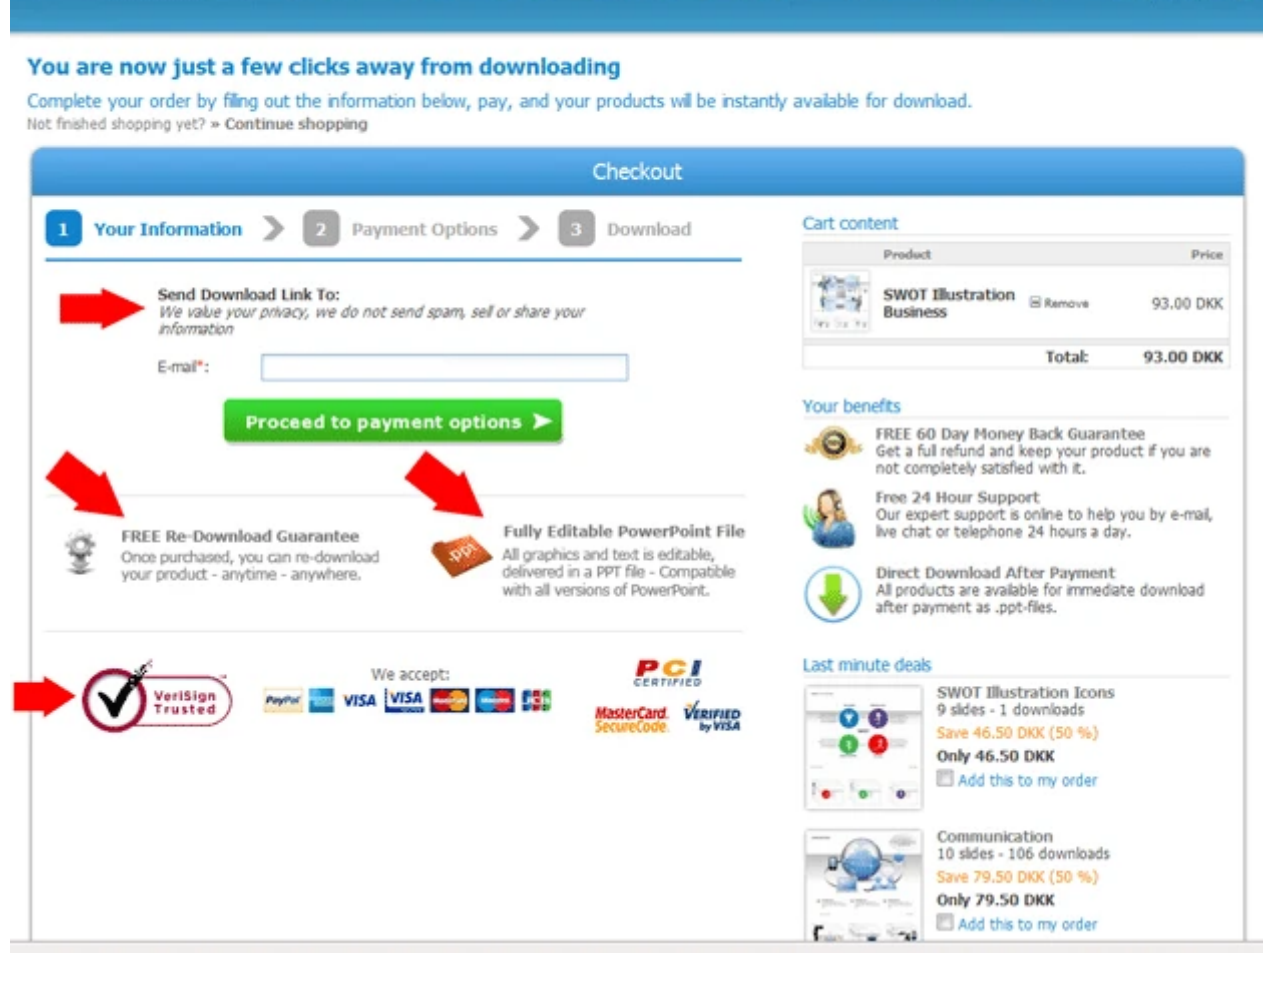 You are now just a few clicks away from downloading
Complete your order by filing out the information below, pay, and your products will be instantly available for download.
Not finished shopping yet? » Continue shopping
Checkout
1 Your Information 2 Payment Options 3 Download
Send Download Link To:
We value your privacy, we do not send spam, sell or share your
information
E-mail*:
Proceed to payment options
FREE Re-Download Guarantee
Once purchased, you can re-download
your product - anytime - anywhere.
.ppt
Fully Editable PowerPoint File
All graphics and text is editable,
delivered in a PPT file - Compatible
with all versions of PowerPoint.
VeriSign
Trusted
We accept:
PayPal VISA VISA JCB
PCI
CERTIFIED
MasterCard.
SecureCode.
VERIFIED
by VISA
Cart content
Product Price
SWOT Illustration
Business
Remove 93.00 DKK
Total: 93.00 DKK
Your benefits
FREE 60 Day Money Back Guarantee
Get a full refund and keep your product if you are
not completely satisfied with it.
Free 24 Hour Support
Our expert support is online to help you by e-mail,
live chat or telephone 24 hours a day.
Direct Download After Payment
All products are available for immediate download
after payment as .ppt-files.
Last minute deals
SWOT Illustration Icons
9 slides - 1 downloads
Save 46.50 DKK (50 %)
Only 46.50 DKK
Add this to my order
Communication
10 slides - 106 downloads
Save 79.50 DKK (50 %)
Only 79.50 DKK
Add this to my order